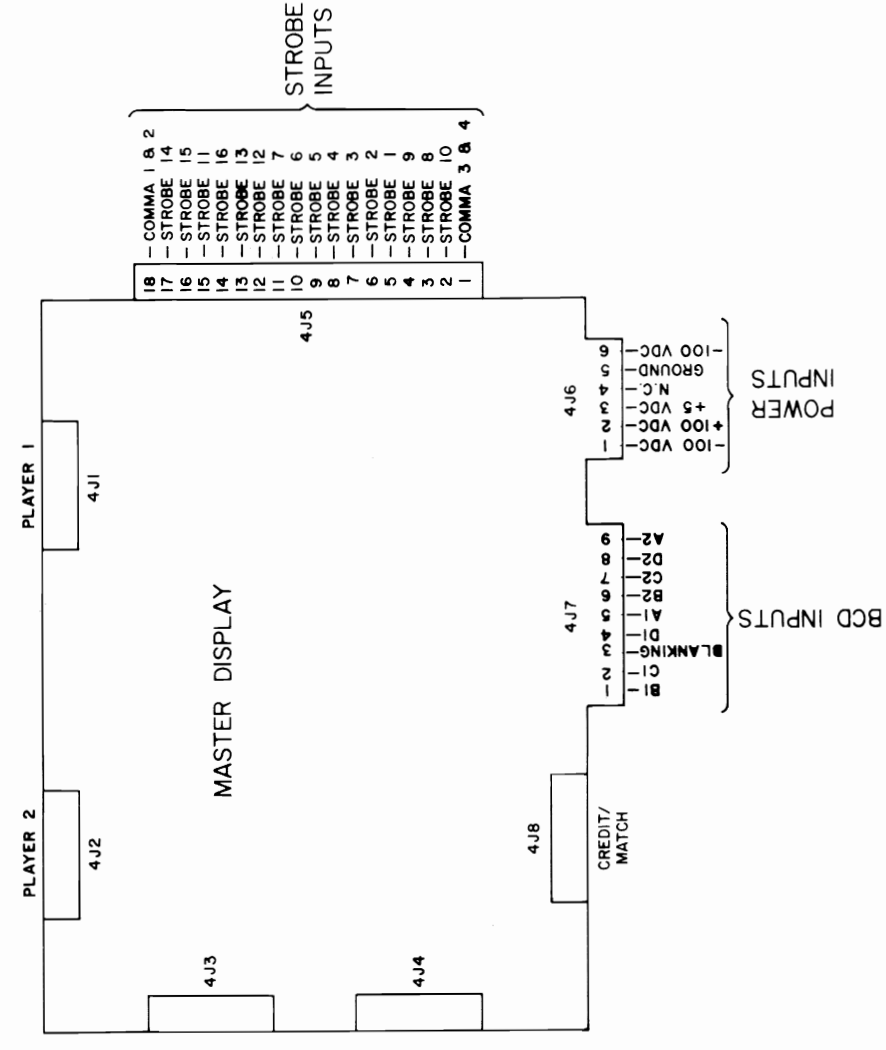 STROBE
INPUTS
18 – COMMA 1 & 2
17 – STROBE 14
16 – STROBE 15
15 – STROBE 11
14 – STROBE 16
13 – STROBE 13
12 – STROBE 12
11 – STROBE 7
10 – STROBE 6
9 – STROBE 5
8 – STROBE 4
7 – STROBE 3
6 – STROBE 2
5 – STROBE 1
4 – STROBE 9
3 – STROBE 8
2 – STROBE 10
1 – COMMA 3 & 4
4J5
PLAYER 1
4J1
PLAYER 2
4J2
MASTER DISPLAY
4J3
4J4
4J6
6 –100 VDC–
5 GROUND–
4 N.C.–
3 +5 VDC–
2 +100 VDC–
1 –100 VDC–
POWER
INPUTS
4J7
9 A2–
8 D2–
7 C2–
6 B2–
5 A1–
4 D1–
3 BLANKING–
2 C1–
1 B1–
BCD INPUTS
4J8
CREDIT/
MATCH